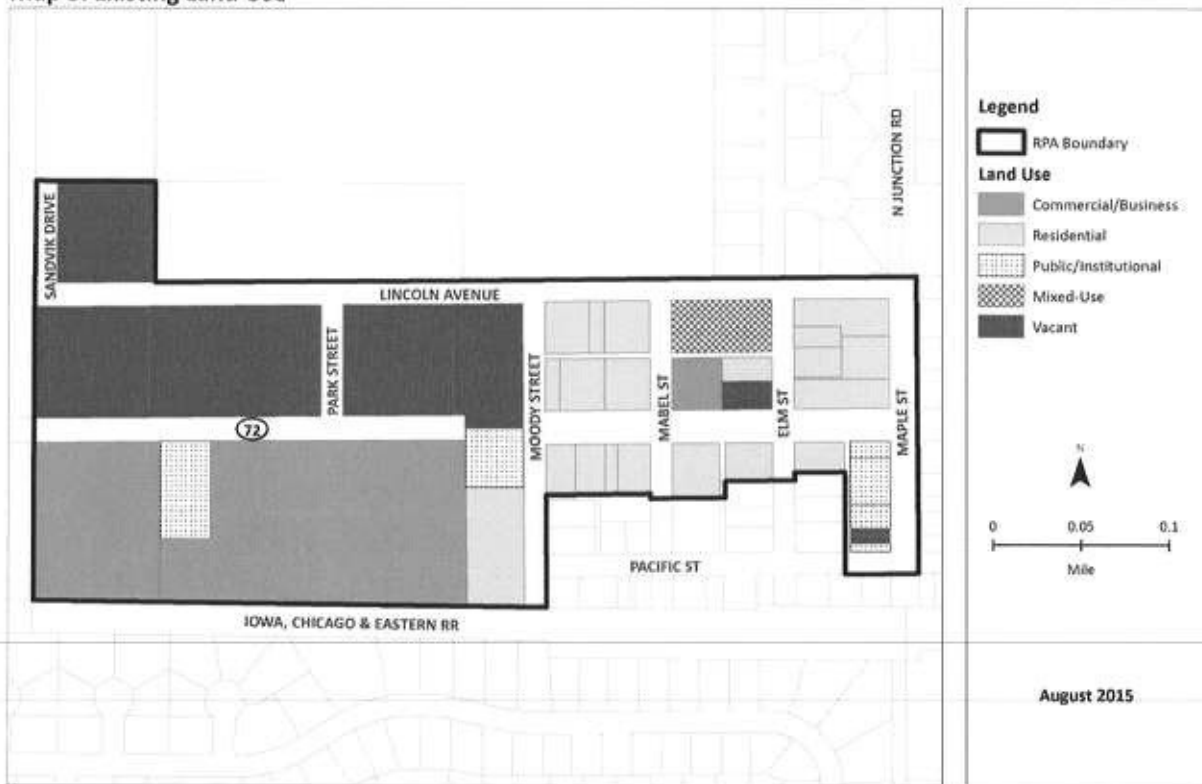 N JUNCTION RD
SANDVIK DRIVE
LINCOLN AVENUE
PARK STREET
MOODY STREET
MABEL ST
ELM ST
MAPLE ST
72
PACIFIC ST
IOWA, CHICAGO & EASTERN RR
Legend
RPA Boundary
Land Use
Commercial/Business
Residential
Public/Institutional
Mixed-Use
Vacant
N
0 0.05 0.1
Mile
August 2015